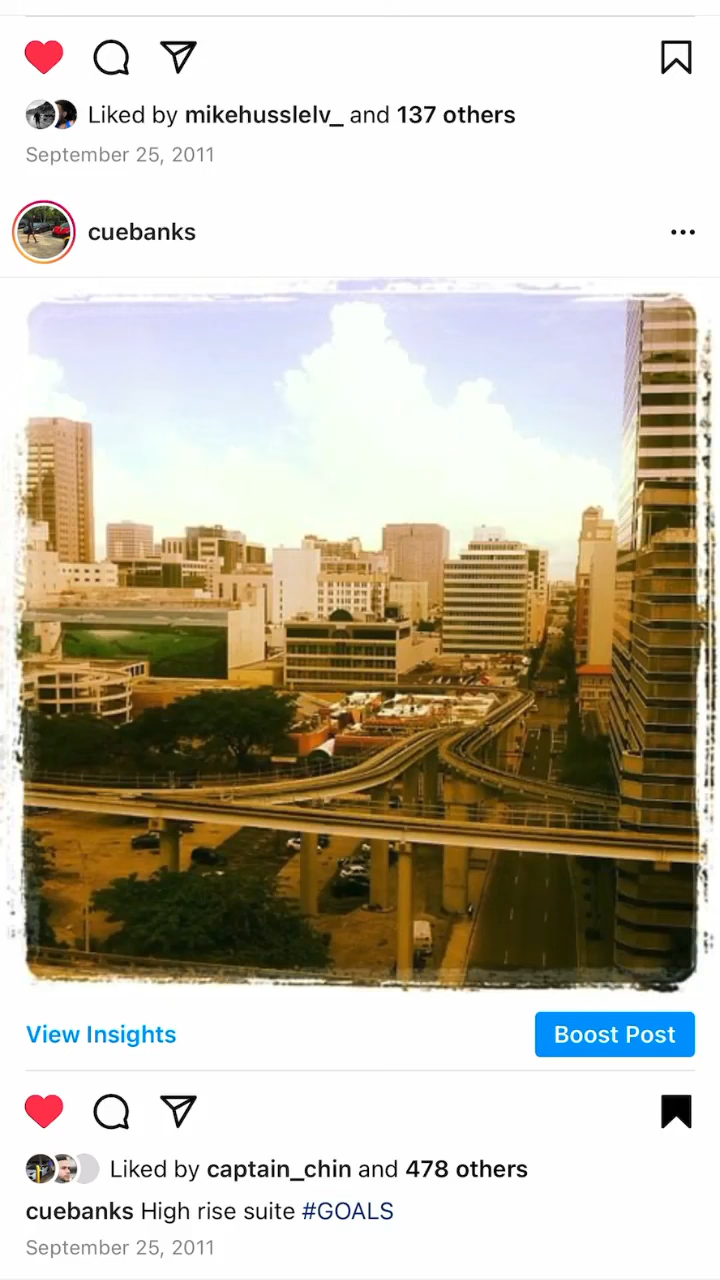 Liked by mikehusslelv_ and 137 others
September 25, 2011
cuebanks
View Insights
Boost Post
Liked by captain_chin and 478 others
cuebanks High rise suite #GOALS
September 25, 2011